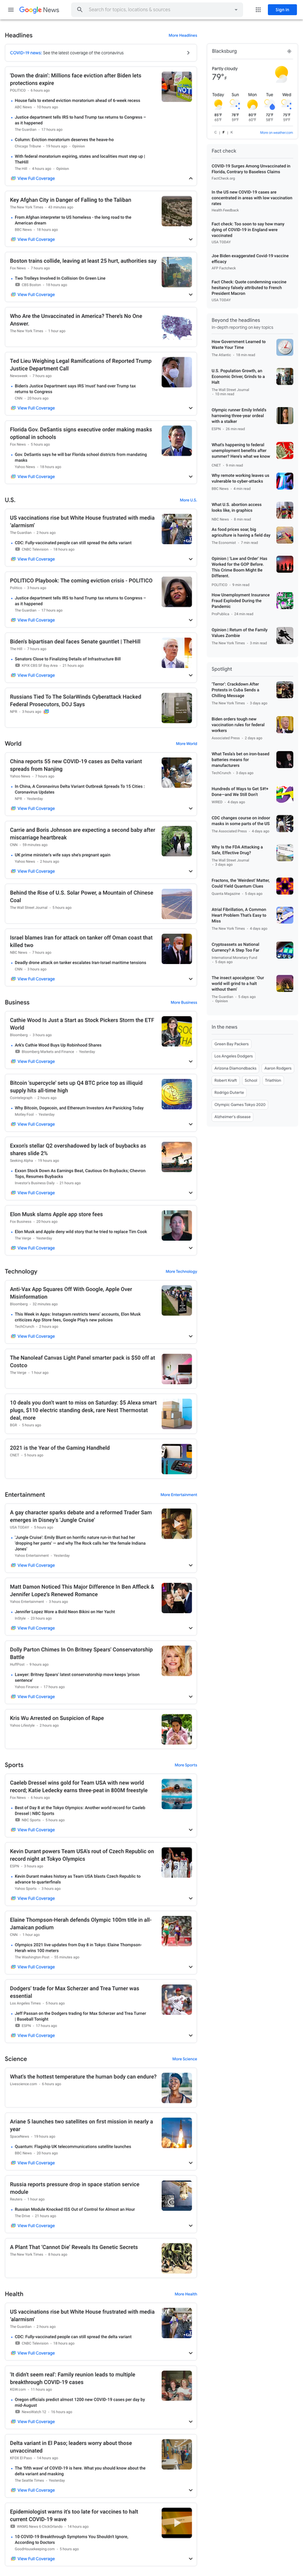 Google News
Search for topics, locations & sources
Sign in
Headlines
More Headlines
COVID-19 news: See the latest coverage of the coronavirus
'Down the drain': Millions face eviction after Biden lets
protections expire
POLITICO · 6 hours ago
House fails to extend eviction moratorium ahead of 6-week recess
ABC News · 10 hours ago
Justice department tells IRS to hand Trump tax returns to Congress –
as it happened
The Guardian · 17 hours ago
Column: Eviction moratorium deserves the heave-ho
Chicago Tribune · 19 hours ago · Opinion
With federal moratorium expiring, states and localities must step up |
TheHill
The Hill · 4 hours ago · Opinion
View Full Coverage
Key Afghan City in Danger of Falling to the Taliban
The New York Times · 42 minutes ago
From Afghan interpreter to US homeless - the long road to the
American dream
BBC News · 18 hours ago
View Full Coverage
Boston trains collide, leaving at least 25 hurt, authorities say
Fox News · 7 hours ago
Two Trolleys Involved In Collision On Green Line
CBS Boston · 16 hours ago
View Full Coverage
Who Are the Unvaccinated in America? There's No One
Answer.
The New York Times · 1 hour ago
Ted Lieu Weighing Legal Ramifications of Reported Trump
Justice Department Call
Newsweek · 7 hours ago
Biden's Justice Department says IRS 'must' hand over Trump tax
returns to Congress
CNN · 20 hours ago
View Full Coverage
Florida Gov. DeSantis signs executive order making masks
optional in schools
Fox News · 5 hours ago
Gov. DeSantis says he will bar Florida school districts from mandating
masks
Yahoo News · 16 hours ago
View Full Coverage
U.S.
More U.S.
US vaccinations rise but White House frustrated with media
'alarmism'
The Guardian · 2 hours ago
CDC: Fully-vaccinated people can still spread the delta variant
CNBC Television · 18 hours ago
View Full Coverage
POLITICO Playbook: The coming eviction crisis - POLITICO
Politico · 3 hours ago
Justice department tells IRS to hand Trump tax returns to Congress –
as it happened
The Guardian · 17 hours ago
View Full Coverage
Biden's bipartisan deal faces Senate gauntlet | TheHill
The Hill · 1 hour ago
Senators Close to Finalizing Details of Infrastructure Bill
View Full Coverage
Russians Tied To The SolarWinds Cyberattack Hacked
Federal Prosecutors, DOJ Says
NPR · 3 hours ago
World
More World
China reports 55 new COVID-19 cases as Delta variant
spreads from Nanjing
Yahoo News · 7 hours ago
In China, A Coronavirus Delta Variant Outbreak Spreads To 15 Cities :
Coronavirus Updates
NPR · Yesterday
View Full Coverage
Carrie and Boris Johnson are expecting a second baby after
miscarriage heartbreak
CNN · 59 minutes ago
UK prime minister's wife says she's pregnant again
Yahoo News · 2 hours ago
View Full Coverage
Behind the Rise of U.S. Solar Power, a Mountain of Chinese
Coal
The Wall Street Journal · 5 hours ago
Israel blames Iran for attack on tanker off Oman coast that
killed two
NBC News · 7 hours ago
Deadly drone attack on tanker escalates Iran-Israel maritime tensions
CNN · 3 hours ago
View Full Coverage
Business
More Business
Cathie Wood Is Just a Start as Stock Pickers Storm the ETF
World
Bloomberg · 3 hours ago
Ark's Cathie Wood Buys Up Robinhood Shares
Bloomberg Markets and Finance · Yesterday
View Full Coverage
Bitcoin 'supercycle' sets up Q4 BTC price top as illiquid
supply hits all-time high
Cointelegraph · 3 hours ago
Why Bitcoin, Dogecoin, and Ethereum Investors Are Panicking Today
Motley Fool · Yesterday
View Full Coverage
Exxon's stellar Q2 overshadowed by lack of buybacks as
shares slide 2%
Seeking Alpha · 19 hours ago
Exxon Stock Down As Earnings Beat, Cautious On Buybacks; Chevron
Tops, Resumes Buybacks
Investor's Business Daily · 21 hours ago
View Full Coverage
Elon Musk slams Apple app store fees
Fox Business · 20 hours ago
Elon Musk and Apple deny wild story that he tried to replace Tim Cook
The Verge · Yesterday
View Full Coverage
Technology
More Technology
Anti-Vax App Squares Off With Google, Apple Over
Misinformation
Bloomberg · 33 minutes ago
This Week in Apps: Instagram restricts teens' accounts, Elon Musk
criticizes App Store fees, Google Play's new policies
TechCrunch · 2 hours ago
View Full Coverage
The Nanoleaf Canvas Light Panel smarter pack is $50 off at
Costco
The Verge · 1 hour ago
10 deals you don't want to miss on Saturday: $5 Alexa smart
plugs, $110 electric standing desk, rare Nest Thermostat
deal, more
BGR · 3 hours ago
2021 is the Year of the Gaming Handheld
CNET · 5 hours ago
Entertainment
More Entertainment
A gay character sparks debate and a reformed Trader Sam
emerges in Disney's 'Jungle Cruise'
USA TODAY · 5 hours ago
'Jungle Cruise': Emily Blunt on horrific nature run-in that had her
'dropping her pants' — and why The Rock calls her 'the female Indiana
Jones'
Yahoo Entertainment · Yesterday
View Full Coverage
Matt Damon Noticed This Major Difference In Ben Affleck &
Jennifer Lopez's Renewed Romance
Yahoo Entertainment · 5 hours ago
Jennifer Lopez Wore a Bold Neon Bikini on Her Yacht
InStyle · 20 hours ago
View Full Coverage
Dolly Parton Chimes In On Britney Spears' Conservatorship
Battle
HuffPost · 9 hours ago
Lawyer: Britney Spears' latest conservatorship move keeps 'prison
sentence'
Yahoo Finance · 17 hours ago
View Full Coverage
Kris Wu Arrested on Suspicion of Rape
Yahoo Lifestyle · 2 hours ago
Sports
More Sports
Caeleb Dressel wins gold for Team USA with new world
record; Katie Ledecky earns three-peat in 800M freestyle
Fox News · 6 hours ago
Best of Day 8 at the Tokyo Olympics: Another world record for Caeleb
Dressel | NBC Sports
NBC Sports · 3 hours ago
View Full Coverage
Kevin Durant powers Team USA's rout of Czech Republic on
record night at Tokyo Olympics
ESPN · 3 hours ago
Kevin Durant makes history as Team USA blasts Czech Republic to
advance to quarterfinals
Yahoo Sports · 3 hours ago
View Full Coverage
Elaine Thompson-Herah defends Olympic 100m title in all-
Jamaican podium
CNN · 1 hour ago
Olympics 2021 live updates from Day 8 in Tokyo: Elaine Thompson-
Herah wins 100 meters
The Washington Post · 55 minutes ago
View Full Coverage
Dodgers' trade for Max Scherzer and Trea Turner was
essential
Los Angeles Times · 5 hours ago
Jeff Passan on the Dodgers trading for Max Scherzer and Trea Turner
| Baseball Tonight
ESPN · 17 hours ago
View Full Coverage
Science
More Science
What's the hottest temperature the human body can endure?
Livescience.com · 6 hours ago
Ariane 5 launches two satellites on first mission in nearly a
year
SpaceNews · 19 hours ago
Quantum: Flagship UK telecommunications satellite launches
BBC News · 20 hours ago
View Full Coverage
Russia reports pressure drop in space station service
module
Reuters · 1 hour ago
Russian Module Knocked ISS Out of Control for Almost an Hour
The Drive · 21 hours ago
View Full Coverage
A Plant That 'Cannot Die' Reveals Its Genetic Secrets
The New York Times · 8 hours ago
Health
More Health
US vaccinations rise but White House frustrated with media
'alarmism'
The Guardian · 2 hours ago
CDC: Fully-vaccinated people can still spread the delta variant
CNBC Television · 18 hours ago
View Full Coverage
'It didn't seem real': Family reunion leads to multiple
breakthrough COVID-19 cases
KGW.com · 11 hours ago
Oregon officials predict almost 1200 new COVID-19 cases per day by
mid-August
NewsWatch 12 · 16 hours ago
View Full Coverage
Delta variant in El Paso; leaders worry about those
unvaccinated
KFOX El Paso · 14 hours ago
The 'fifth wave' of COVID-19 is here. What you should know about the
delta variant and masking
The Seattle Times · Yesterday
View Full Coverage
Epidemiologist warns it's too late for vaccines to halt
current COVID-19 wave
10 COVID-19 Breakthrough Symptoms You Shouldn't Ignore,
According to Doctors
GoodHousekeeping.com · 5 hours ago
View Full Coverage
Blacksburg
Partly cloudy
79°F
Today Sun Mon Tue Wed
C | F | K
More on weather.com
Fact check
COVID-19 Surges Among Unvaccinated in
Florida, Contrary to Baseless Claims
FactCheck.org
In the US new COVID-19 cases are
concentrated in areas with low vaccination
rates
Health Feedback
Fact check: Too soon to say how many
dying of COVID-19 in England were
vaccinated
USA TODAY
Joe Biden exaggerated Covid-19 vaccine
efficacy
AFP Factcheck
Fact Check: Quote condemning vaccine
hesitancy falsely attributed to French
President Macron
USA TODAY
Beyond the headlines
In-depth reporting on key topics
How Government Learned to
Waste Your Time
The Atlantic · 19 min read
U.S. Population Growth, an
Economic Driver, Grinds to a
Halt
The Wall Street Journal
· 10 min read
Olympic runner Emily Infeld's
harrowing three-year ordeal
with a stalker
ESPN · 26 min read
What's happening to federal
unemployment benefits after
summer? Here's what we know
CNET · 6 min read
Why remote working leaves us
vulnerable to cyber-attacks
BBC News · 4 min read
What U.S. abortion access
looks like, in graphics
NBC News · 8 min read
As food prices soar, big
agriculture is having a field day
The Economist · 7 min read
Opinion | 'Law and Order' Has
Worked for the GOP Before.
This Crime Boom Might Be
Different.
POLITICO · 9 min read
How Unemployment Insurance
Fraud Exploded During the
Pandemic
ProPublica · 24 min read
Opinion | Return of the Family
Values Zombie
The New York Times · 5 min read
Spotlight
'Terror': Crackdown After
Protests in Cuba Sends a
Chilling Message
The New York Times · 3 days ago
Biden orders tough new
vaccination rules for federal
workers
Associated Press · 2 days ago
What Tesla's bet on iron-based
batteries means for
manufacturers
TechCrunch · 3 days ago
Hundreds of Ways to Get S#!+
Done—and We Still Don't
WIRED · 4 days ago
CDC changes course on indoor
masks in some parts of the US
The Associated Press · 4 days ago
Why Is the FDA Attacking a
Safe, Effective Drug?
The Wall Street Journal
· 3 days ago
Fractons, the 'Weirdest' Matter,
Could Yield Quantum Clues
Quanta Magazine · 5 days ago
Atrial Fibrillation, A Common
Heart Problem That's Easy to
Miss
The New York Times · 4 days ago
Cryptoassets as National
Currency? A Step Too Far
International Monetary Fund
· 5 days ago
The insect apocalypse: 'Our
world will grind to a halt
without them'
The Guardian · 7 days ago
· Opinion
In the news
Green Bay Packers
Los Angeles Dodgers
Arizona Diamondbacks
Aaron Rodgers
Robert Kraft
School
Triathlon
Rodrigo Duterte
Olympic Games Tokyo 2020
Alzheimer's disease